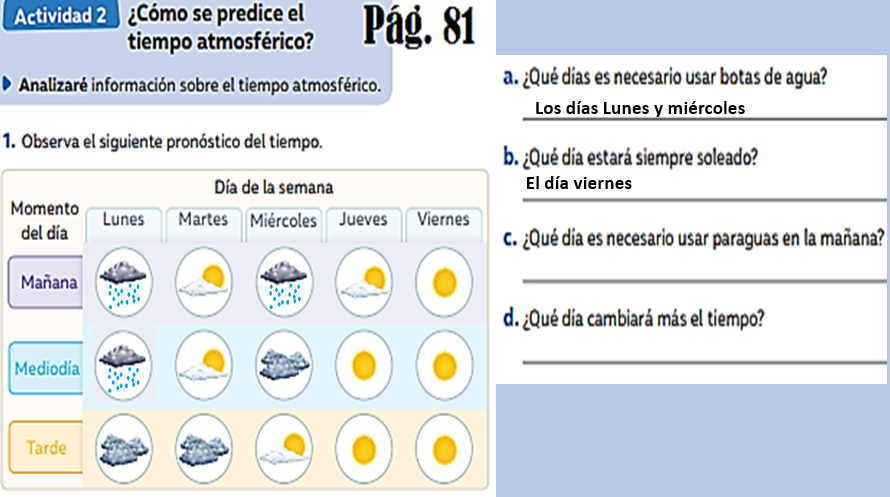 Actividad 2
¿Cómo se predice el
tiempo atmosférico?
Pág. 81
Analizaré información sobre el tiempo atmosférico.
1. Observa el siguiente pronóstico del tiempo.
Día de la semana
Momento
del día
Lunes
Martes
Miércoles
Jueves
Viernes
Mañana
Mediodía
Tarde
a. ¿Qué días es necesario usar botas de agua?
Los días Lunes y miércoles
b. ¿Qué día estará siempre soleado?
El día viernes
c. ¿Qué día es necesario usar paraguas en la mañana?
d. ¿Qué día cambiará más el tiempo?